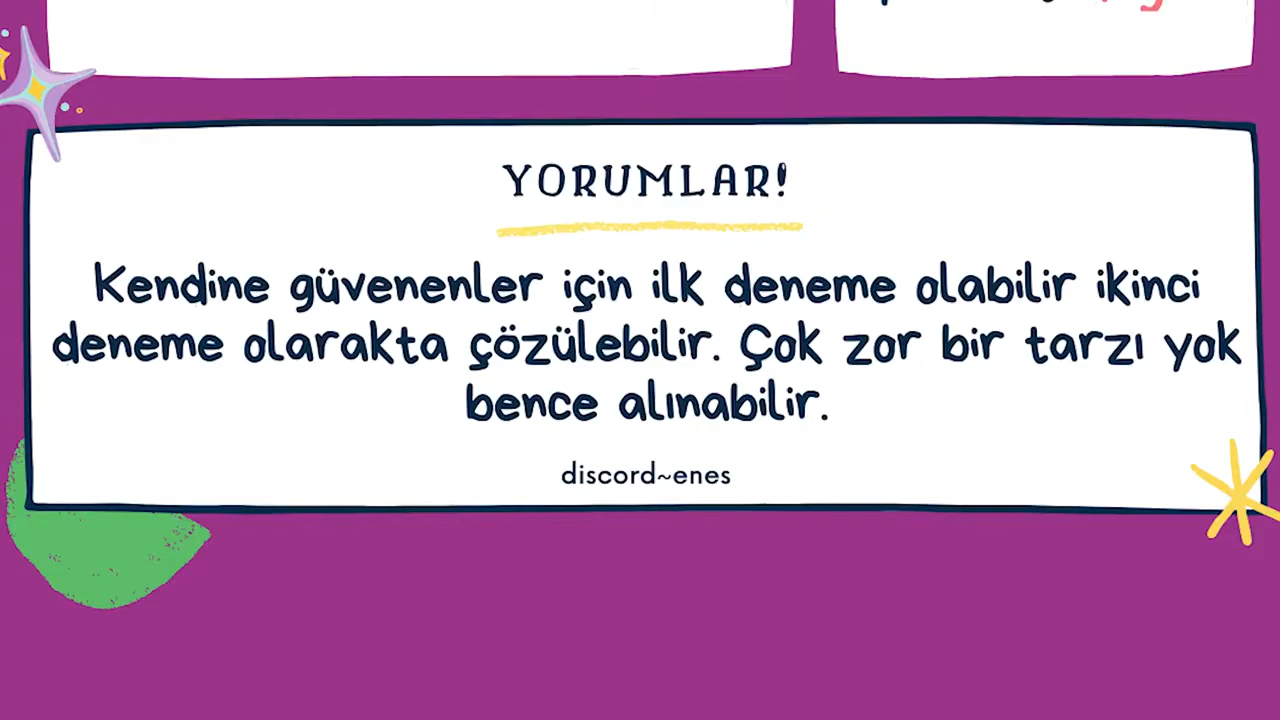 YORUMLAR!
Kendine güvenenler için ilk deneme olabilir ikinci
deneme olarakta çözülebilir. Çok zor bir tarzı yok
bence alınabilir.
discord~enes